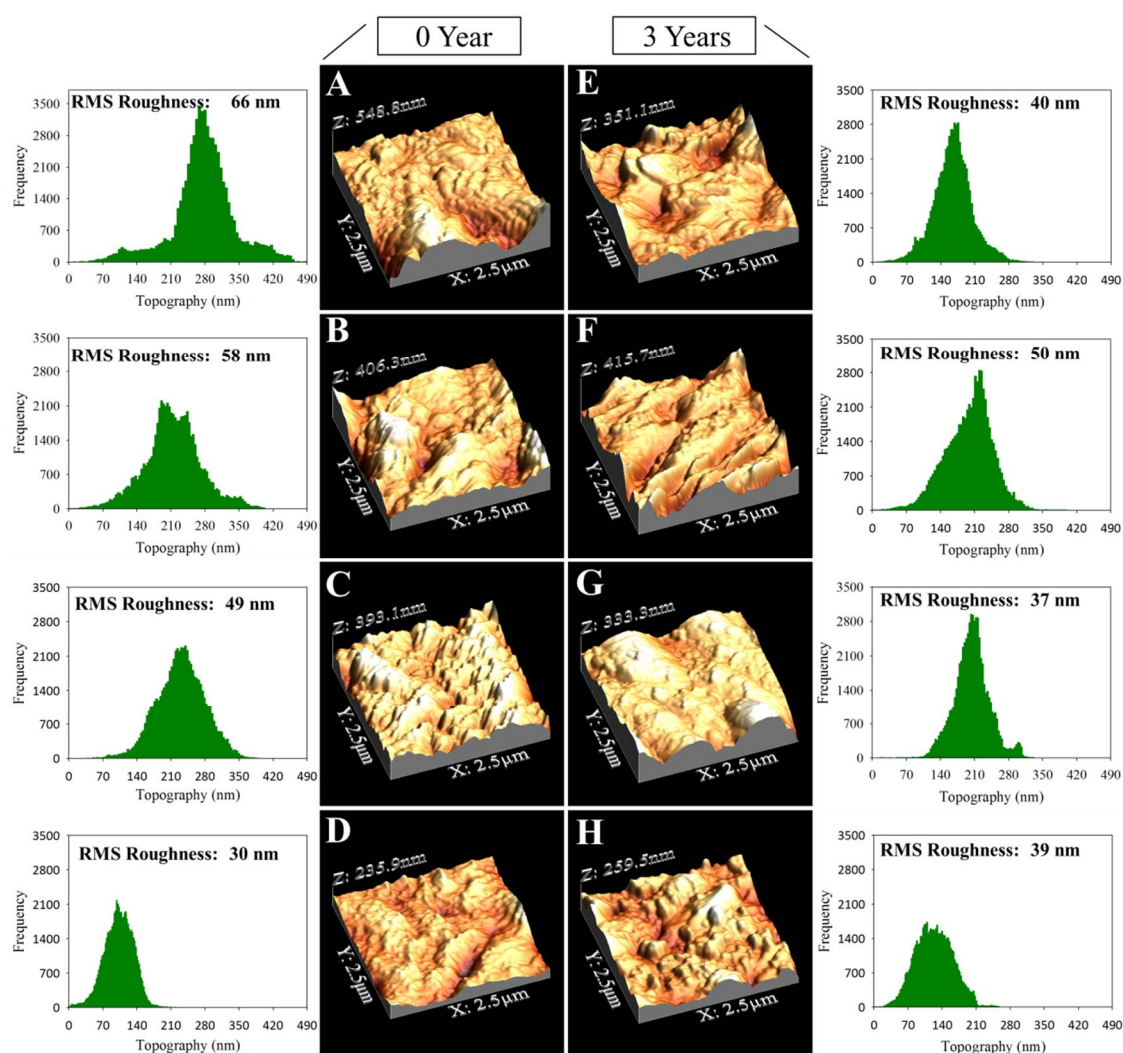 0 Year
3 Years
RMS Roughness: 66 nm
3500
2800
2100
1400
700
0
Frequency
0 70 140 210 280 350 420 490
Topography (nm)
A
Z: 548.8nm
Y: 2.5µm
X: 2.5µm
E
Z: 351.1nm
Y: 2.5µm
X: 2.5µm
RMS Roughness: 40 nm
3500
2800
2100
1400
700
0
Frequency
0 70 140 210 280 350 420 490
Topography (nm)
RMS Roughness: 58 nm
3500
2800
2100
1400
700
0
Frequency
0 70 140 210 280 350 420 490
Topography (nm)
B
Z: 406.3nm
Y: 2.5µm
X: 2.5µm
F
Z: 415.7nm
Y: 2.5µm
X: 2.5µm
RMS Roughness: 50 nm
3500
2800
2100
1400
700
0
Frequency
0 70 140 210 280 350 420 490
Topography (nm)
RMS Roughness: 49 nm
3500
2800
2100
1400
700
0
Frequency
0 70 140 210 280 350 420 490
Topography (nm)
C
Z: 393.1nm
Y: 2.5µm
X: 2.5µm
G
Z: 333.3nm
Y: 2.5µm
X: 2.5µm
RMS Roughness: 37 nm
3500
2800
2100
1400
700
0
Frequency
0 70 140 210 280 350 420 490
Topography (nm)
RMS Roughness: 30 nm
3500
2800
2100
1400
700
0
Frequency
0 70 140 210 280 350 420 490
Topography (nm)
D
Z: 235.9nm
Y: 2.5µm
X: 2.5µm
H
Z: 259.5nm
Y: 2.5µm
X: 2.5µm
RMS Roughness: 39 nm
3500
2800
2100
1400
700
0
Frequency
0 70 140 210 280 350 420 490
Topography (nm)